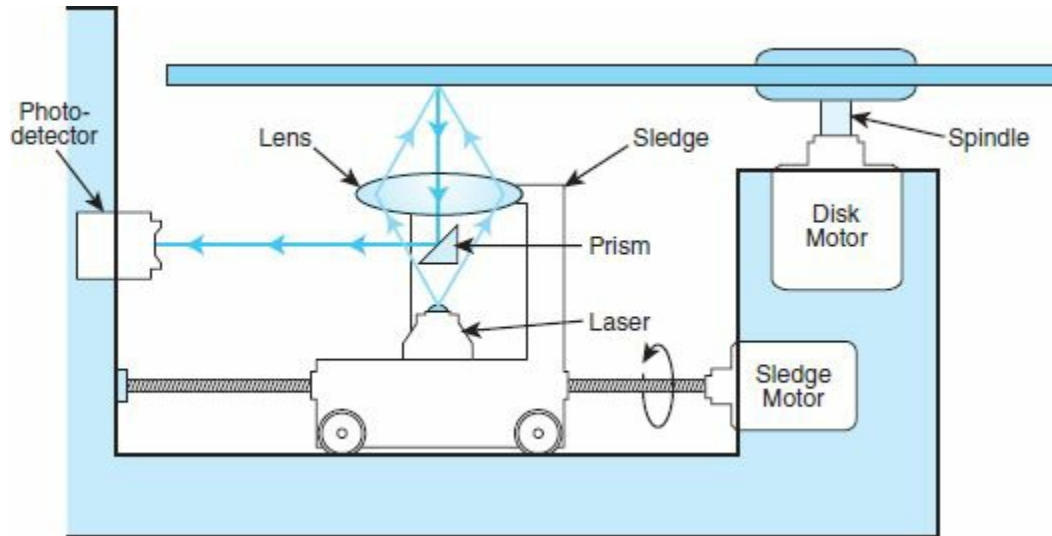 Photo-
detector
Lens
Sledge
Spindle
Disk
Motor
Prism
Laser
Sledge
Motor